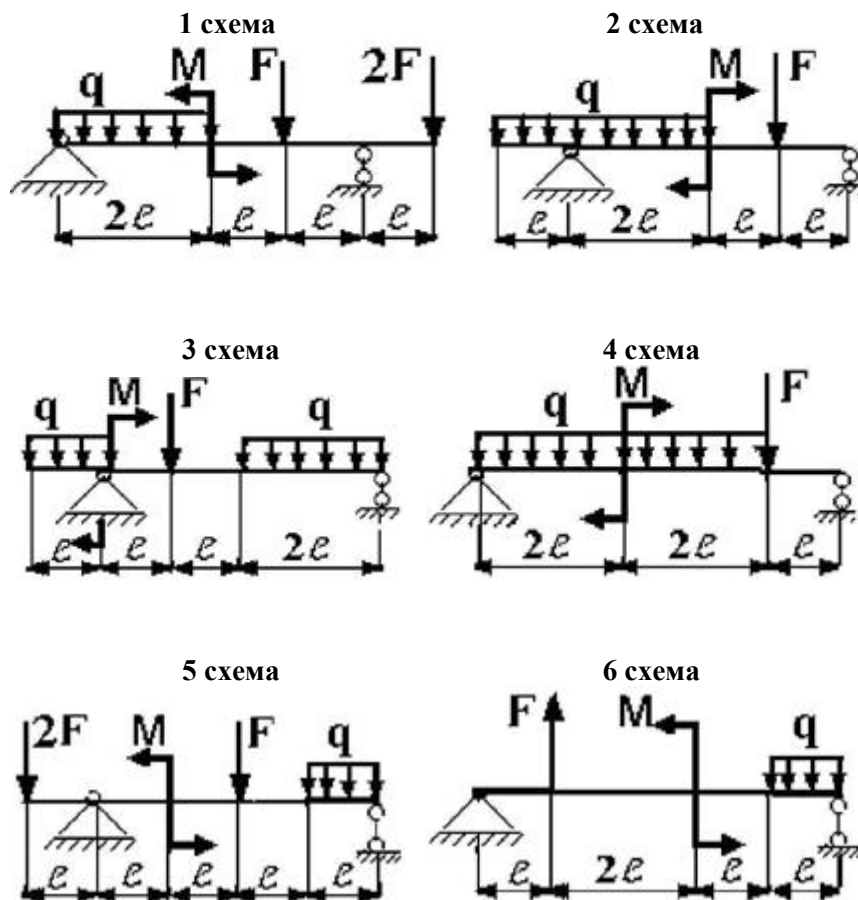 1 схема
2 схема
q M F 2F
q M F
2ℓ ℓ ℓ ℓ
ℓ 2ℓ ℓ ℓ
3 схема
4 схема
q M F q
q M F
ℓ ℓ ℓ 2ℓ
2ℓ 2ℓ ℓ
5 схема
6 схема
2F M F q
F M q
ℓ ℓ ℓ ℓ ℓ
ℓ 2ℓ ℓ ℓ